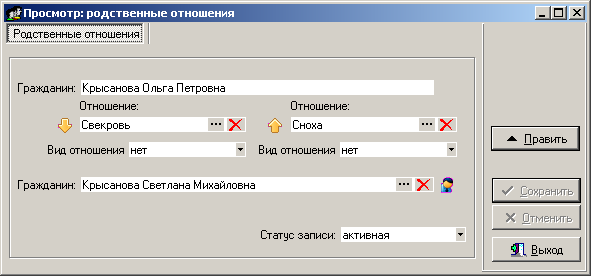 Просмотр: родственные отношения
Родственные отношения
Гражданин: Крысанова Ольга Петровна
Отношение: Отношение:
Свекровь ... Сноха ...
Вид отношения нет Вид отношения нет
Править
Гражданин: Крысанова Светлана Михайловна ...
Сохранить
Отменить
Статус записи: активная
Выход